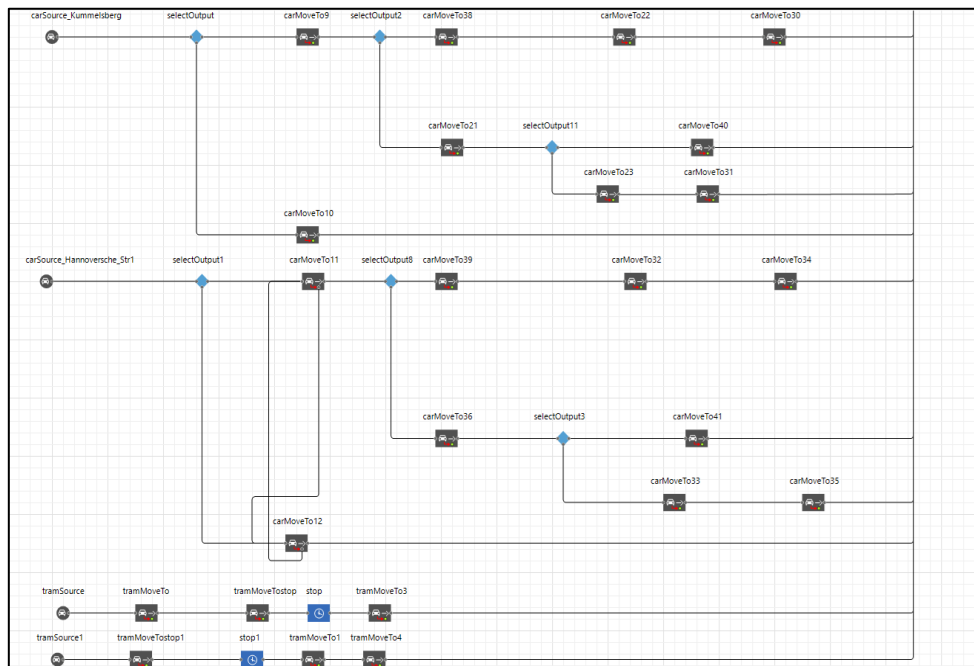 carSource_Kummelsberg selectOutput carMoveTo9 selectOutput2 carMoveTo38 carMoveTo22 carMoveTo30
carMoveTo21 selectOutput11 carMoveTo40
carMoveTo23 carMoveTo31
carMoveTo10
carSource_Hannoversche_Str1 selectOutput1 carMoveTo11 selectOutput8 carMoveTo39 carMoveTo32 carMoveTo34
carMoveTo36 selectOutput3 carMoveTo41
carMoveTo33 carMoveTo35
carMoveTo12
tramSource tramMoveTo tramMoveTostop stop tramMoveTo3
tramSource1 tramMoveTostop1 stop1 tramMoveTo1 tramMoveTo4